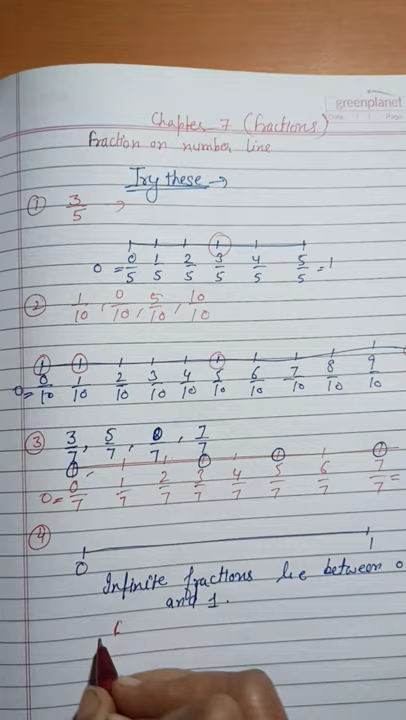 greenplanet
Date / / Page
Chapter 7 (fractions)
fraction on number line
Try these →
① 3/5 →
0 = 0/5 1/5 2/5 3/5 4/5 5/5 = 1
② 1/10, 0/10, 5/10, 10/10
0 = 0/10 1/10 2/10 3/10 4/10 5/10 6/10 7/10 8/10 9/10
③ 3/7, 5/7, 0/7, 7/7
0 = 0/7 1/7 2/7 3/7 4/7 5/7 6/7 7/7 =
④
0 1
Infinite fractions lie between 0
and 1.